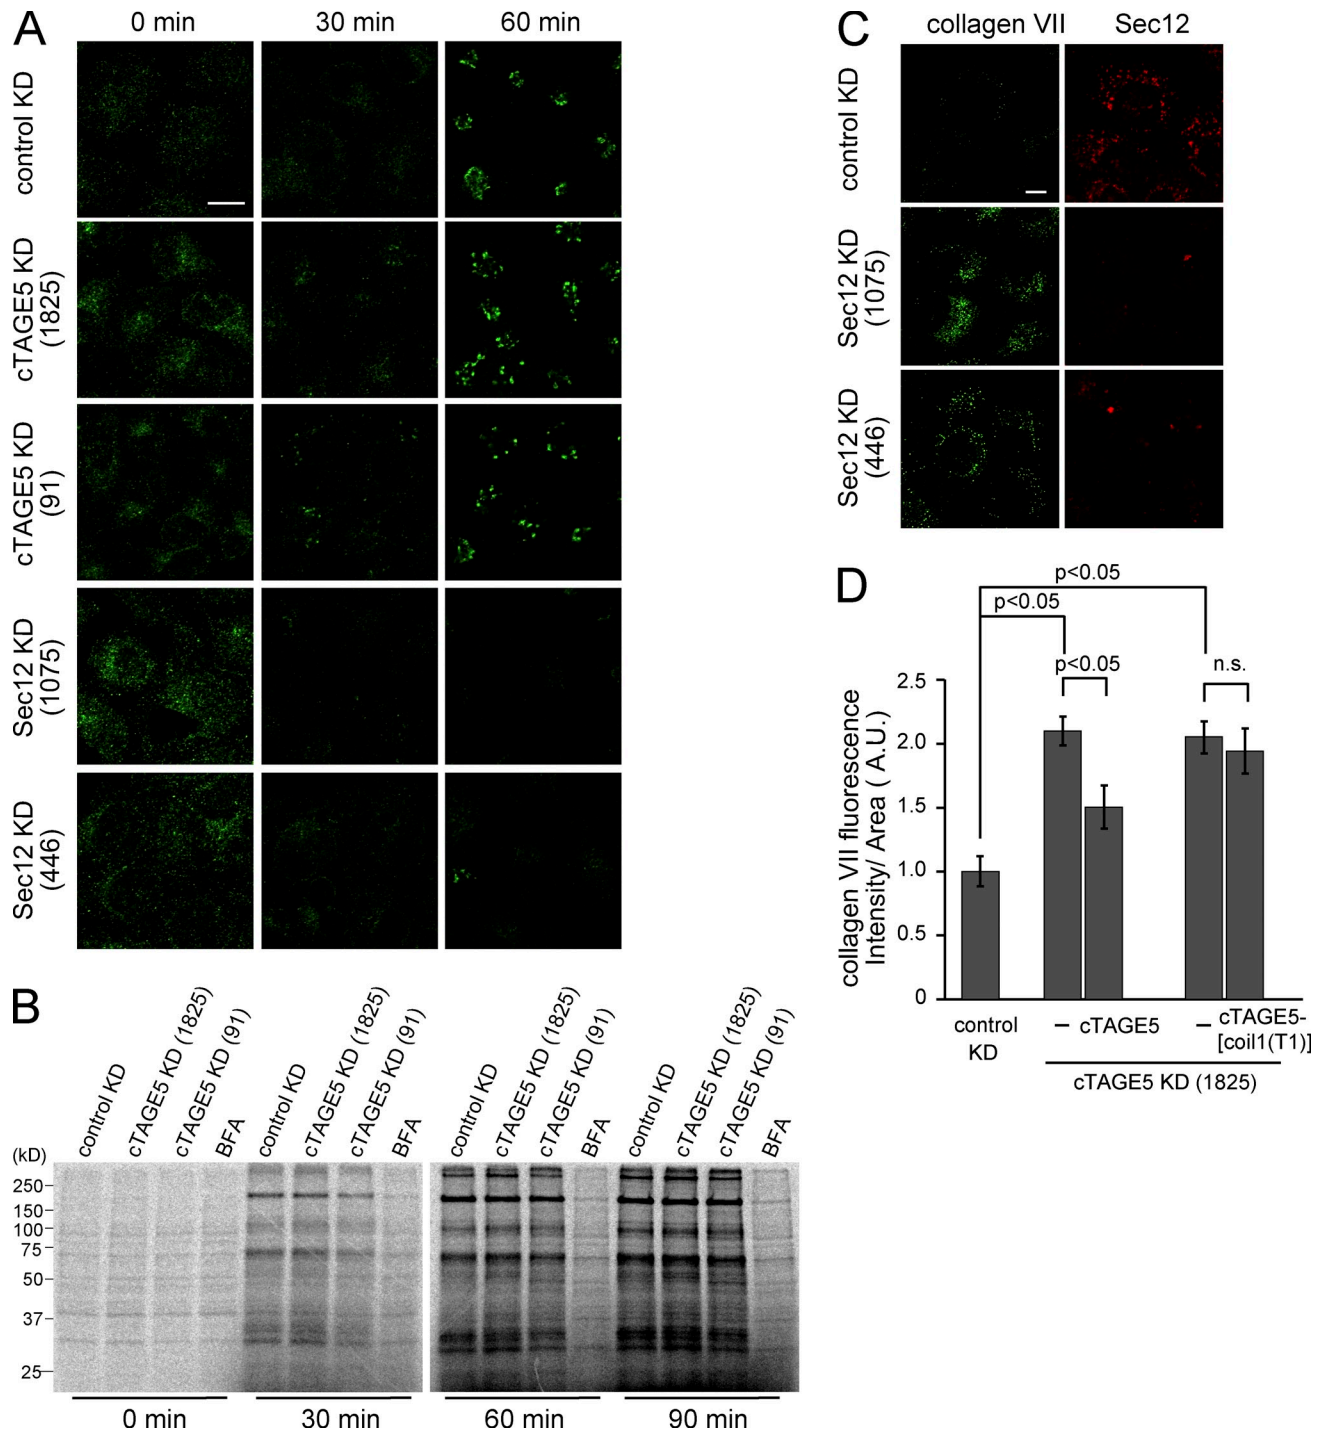 A
0 min
30 min
60 min
control KD
cTAGE5 KD
(1825)
cTAGE5 KD
(91)
Sec12 KD
(1075)
Sec12 KD
(446)
B
control KD
cTAGE5 KD (1825)
cTAGE5 KD (91)
BFA
control KD
cTAGE5 KD (1825)
cTAGE5 KD (91)
BFA
control KD
cTAGE5 KD (1825)
cTAGE5 KD (91)
BFA
control KD
cTAGE5 KD (1825)
cTAGE5 KD (91)
BFA
(kD)
250
150
100
75
50
37
25
0 min
30 min
60 min
90 min
C
collagen VII
Sec12
control KD
Sec12 KD
(1075)
Sec12 KD
(446)
D
p<0.05
p<0.05
p<0.05
n.s.
collagen VII fluorescence
Intensity/ Area ( A.U.)
2.5
2.0
1.5
1.0
0.5
0
control
KD
– cTAGE5
– cTAGE5-
[coil1(T1)]
cTAGE5 KD (1825)